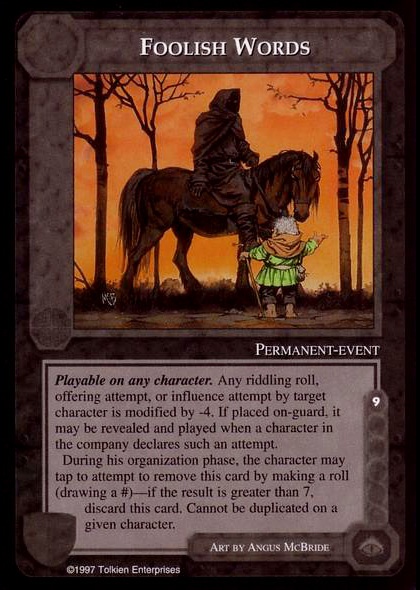 FOOLISH WORDS
PERMANENT-EVENT
Playable on any character. Any riddling roll,
offering attempt, or influence attempt by target
character is modified by -4. If placed on-guard, it
may be revealed and played when a character in
the company declares such an attempt.
During his organization phase, the character may
tap to attempt to remove this card by making a roll
(drawing a #)—if the result is greater than 7,
discard this card. Cannot be duplicated on a
given character.
9
ART BY ANGUS MCBRIDE
©1997 Tolkien Enterprises